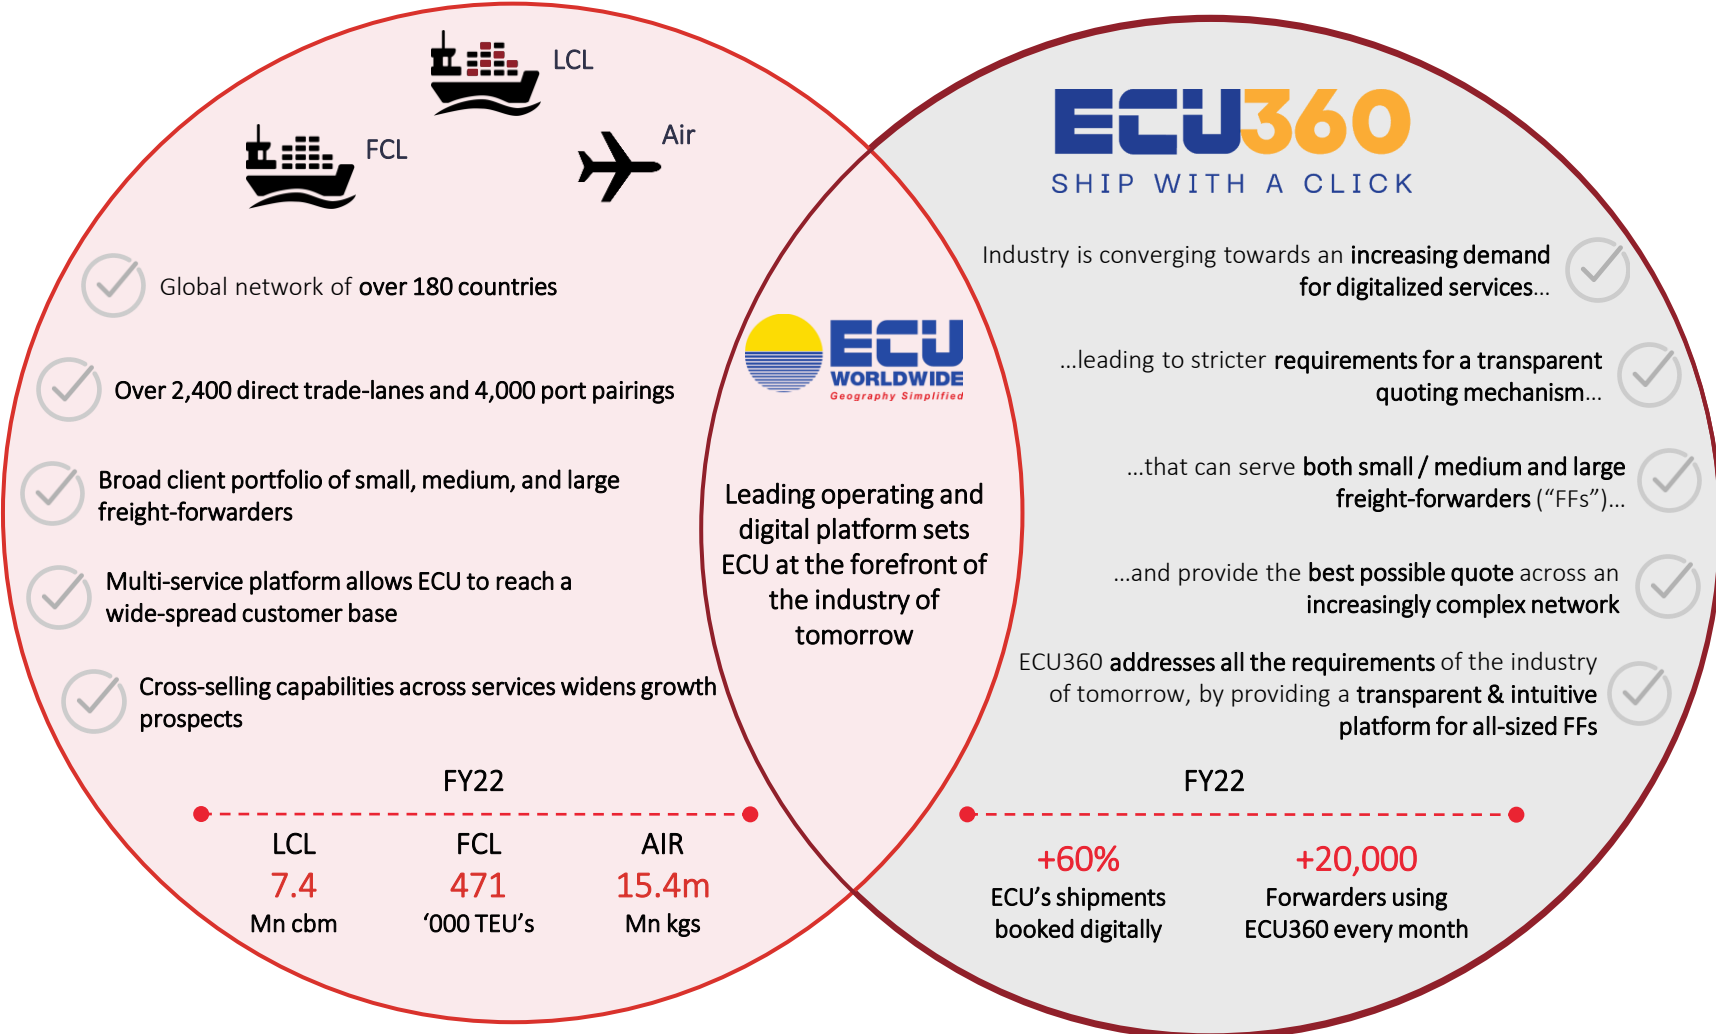 LCL
FCL
Air
Global network of over 180 countries
Over 2,400 direct trade-lanes and 4,000 port pairings
Broad client portfolio of small, medium, and large
freight-forwarders
Multi-service platform allows ECU to reach a
wide-spread customer base
Cross-selling capabilities across services widens growth
prospects
FY22
LCL
7.4
Mn cbm
FCL
471
‘000 TEU’s
AIR
15.4m
Mn kgs
ECU
WORLDWIDE
Geography Simplified
Leading operating and
digital platform sets
ECU at the forefront of
the industry of
tomorrow
ECU360
SHIP WITH A CLICK
Industry is converging towards an increasing demand
for digitalized services...
...leading to stricter requirements for a transparent
quoting mechanism...
...that can serve both small / medium and large
freight-forwarders (“FFs”)...
...and provide the best possible quote across an
increasingly complex network
ECU360 addresses all the requirements of the industry
of tomorrow, by providing a transparent & intuitive
platform for all-sized FFs
FY22
+60%
ECU’s shipments
booked digitally
+20,000
Forwarders using
ECU360 every month